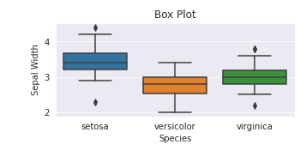 Box Plot
Sepal Width
4
3
2
setosa versicolor virginica
Species